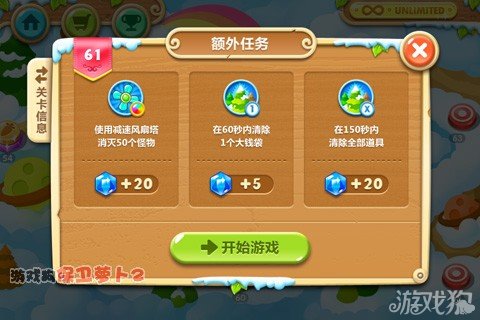 UNLIMITED
额外任务
61
关卡信息
使用减速风扇塔
消灭50个怪物
+20
在60秒内清除
1个大钱袋
1
+5
在150秒内
清除全部道具
X
+20
开始游戏
54
60
游戏狗保卫萝卜2
游戏狗